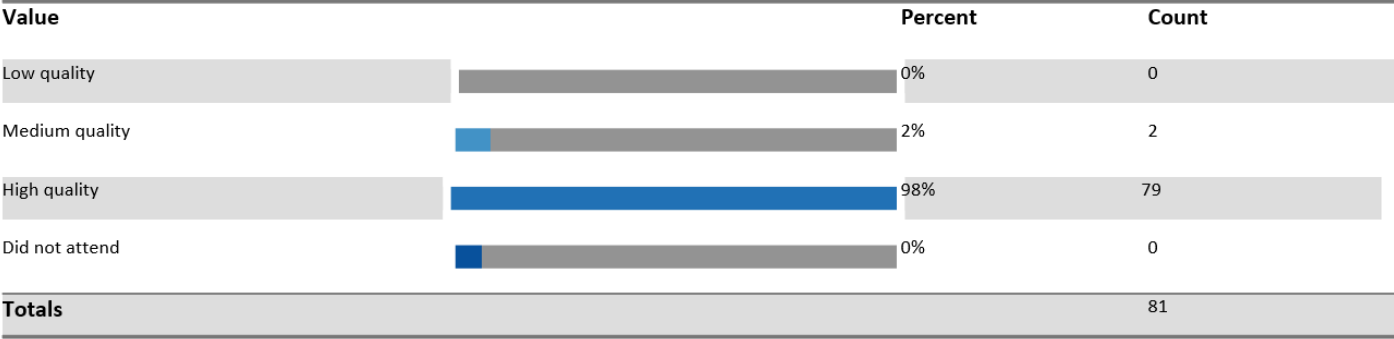 Value Percent Count
Low quality 0% 0
Medium quality 2% 2
High quality 98% 79
Did not attend 0% 0
Totals 81